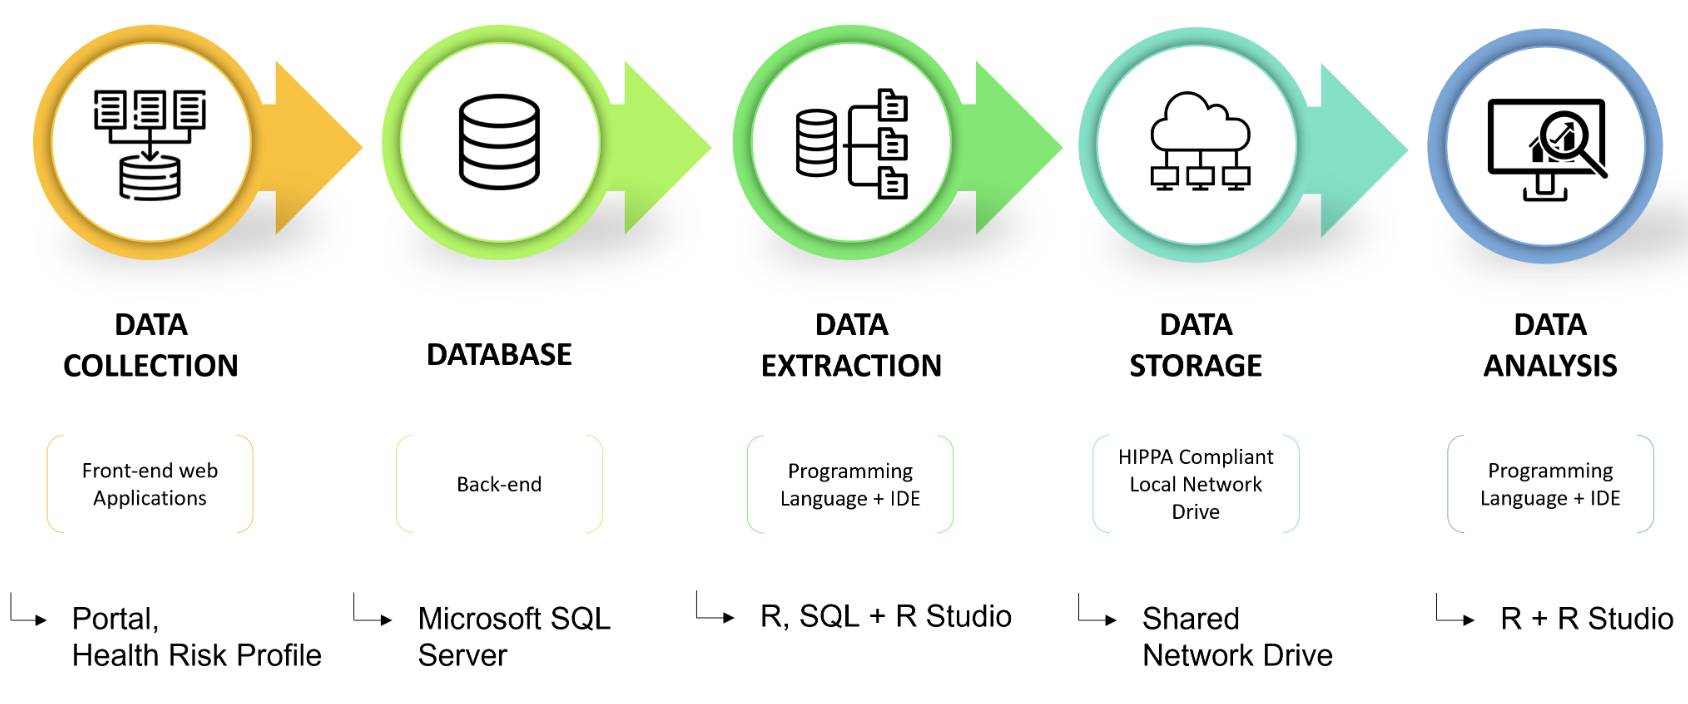 DATA
COLLECTION
DATABASE
DATA
EXTRACTION
DATA
STORAGE
DATA
ANALYSIS
Front-end web
Applications
Back-end
Programming
Language + IDE
HIPPA Compliant
Local Network
Drive
Programming
Language + IDE
Portal,
Health Risk Profile
Microsoft SQL
Server
R, SQL + R Studio
Shared
Network Drive
R + R Studio